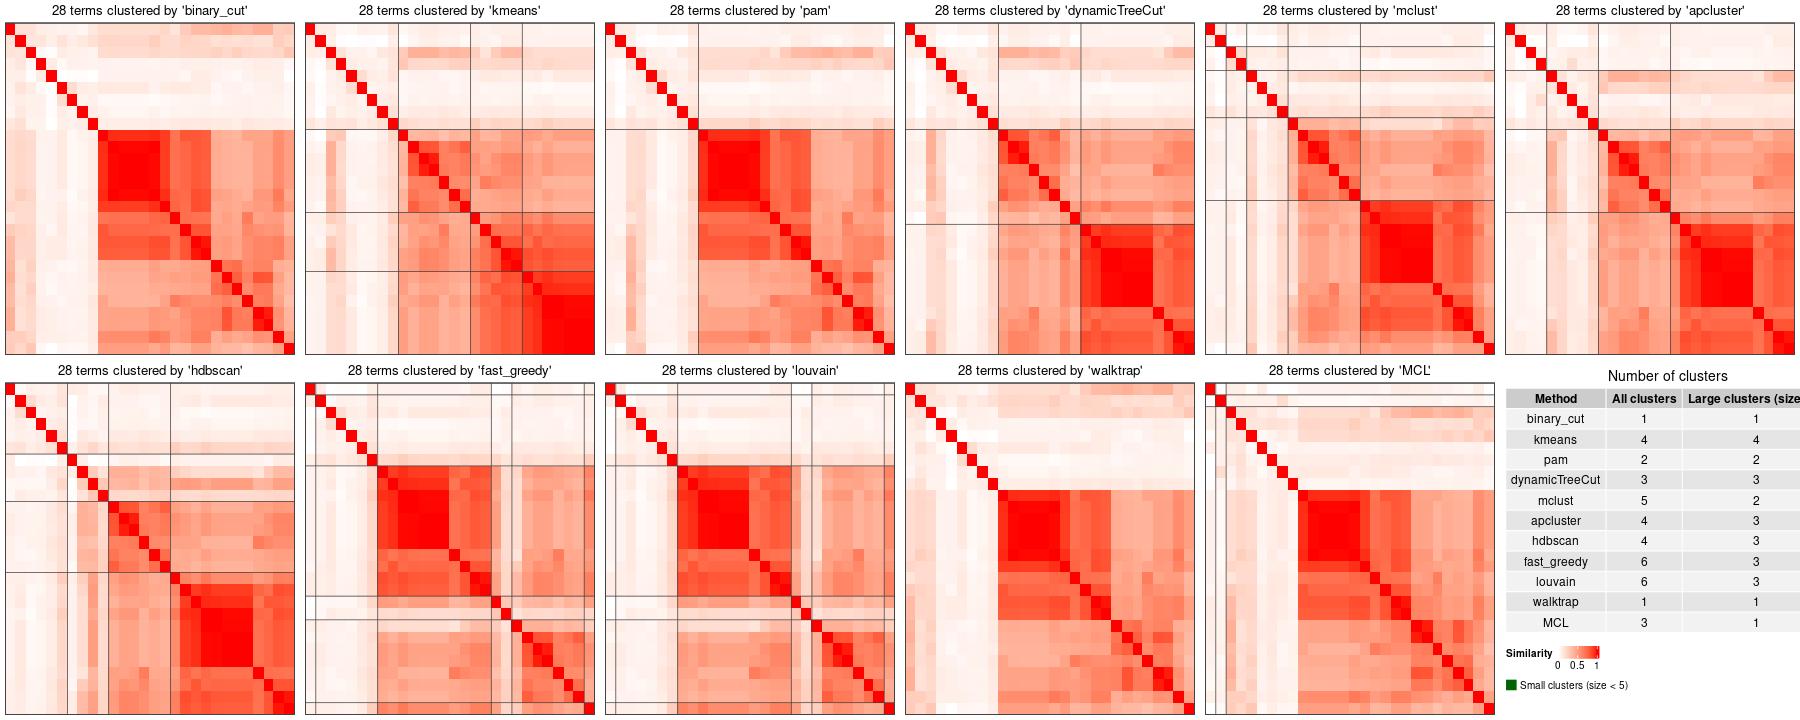 28 terms clustered by 'binary_cut'
28 terms clustered by 'kmeans'
28 terms clustered by 'pam'
28 terms clustered by 'dynamicTreeCut'
28 terms clustered by 'mclust'
28 terms clustered by 'apcluster'
28 terms clustered by 'hdbscan'
28 terms clustered by 'fast_greedy'
28 terms clustered by 'louvain'
28 terms clustered by 'walktrap'
28 terms clustered by 'MCL'
Number of clusters
Method All clusters Large clusters (size
binary_cut 1 1
kmeans 4 4
pam 2 2
dynamicTreeCut 3 3
mclust 5 2
apcluster 4 3
hdbscan 4 3
fast_greedy 6 3
louvain 6 3
walktrap 1 1
MCL 3 1
Similarity
0 0.5 1
Small clusters (size < 5)